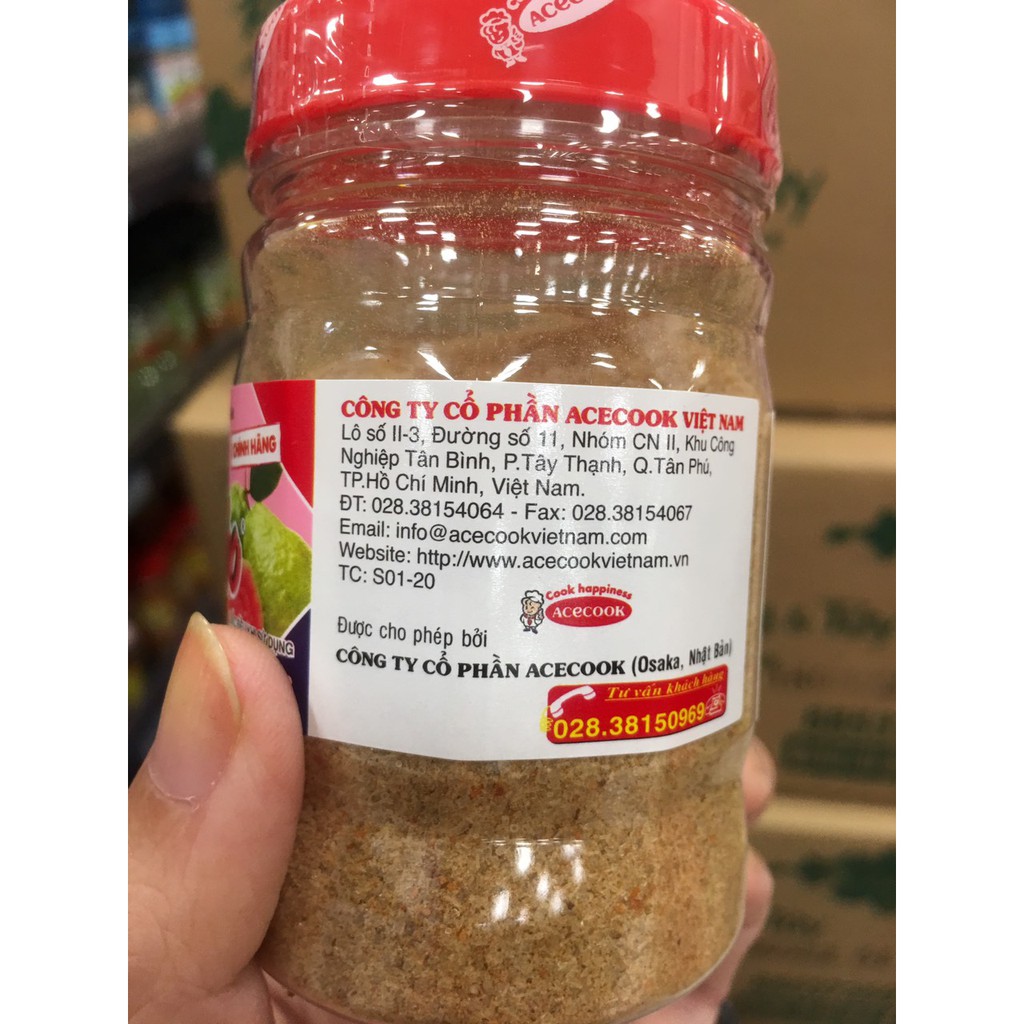 ACECOOK
CHÍNH HÃNG
CÔNG TY CỔ PHẦN ACECOOK VIỆT NAM
Lô số II-3, Đường số 11, Nhóm CN II, Khu Công
Nghiệp Tân Bình, P.Tây Thạnh, Q.Tân Phú,
TP.Hồ Chí Minh, Việt Nam.
ĐT: 028.38154064 - Fax: 028.38154067
Email: info@acecookvietnam.com
Website: http://www.acecookvietnam.vn
TC: S01-20
Cook happiness
ACECOOK
Được cho phép bởi
CÔNG TY CỔ PHẦN ACECOOK (Osaka, Nhật Bản)
Tư vấn khách hàng
028.38150969